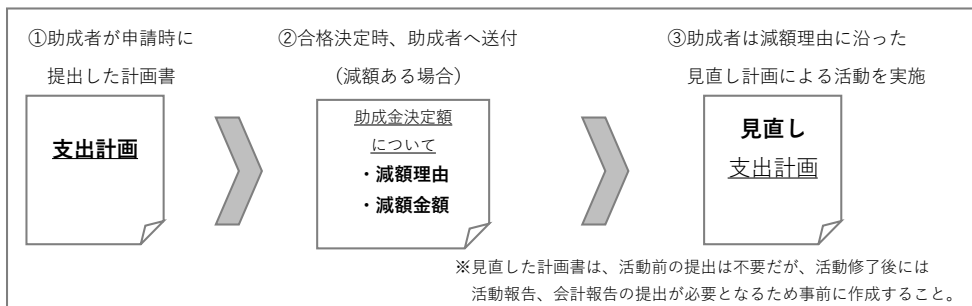 ①助成者が申請時に
提出した計画書
支出計画
②合格決定時、助成者へ送付
(減額ある場合)
助成金決定額
について
・減額理由
・減額金額
③助成者は減額理由に沿った
見直し計画による活動を実施
見直し
支出計画
※見直した計画書は、活動前の提出は不要だが、活動修了後には
活動報告、会計報告の提出が必要となるため事前に作成すること。